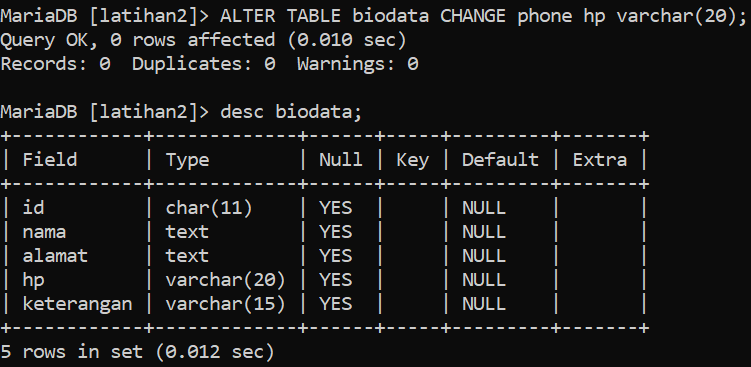 MariaDB [latihan2]> ALTER TABLE biodata CHANGE phone hp varchar(20);
Query OK, 0 rows affected (0.010 sec)
Records: 0  Duplicates: 0  Warnings: 0

MariaDB [latihan2]> desc biodata;
+------------+-------------+------+-----+---------+-------+
| Field      | Type        | Null | Key | Default | Extra |
+------------+-------------+------+-----+---------+-------+
| id         | char(11)    | YES  |     | NULL    |       |
| nama       | text        | YES  |     | NULL    |       |
| alamat     | text        | YES  |     | NULL    |       |
| hp         | varchar(20) | YES  |     | NULL    |       |
| keterangan | varchar(15) | YES  |     | NULL    |       |
+------------+-------------+------+-----+---------+-------+
5 rows in set (0.012 sec)